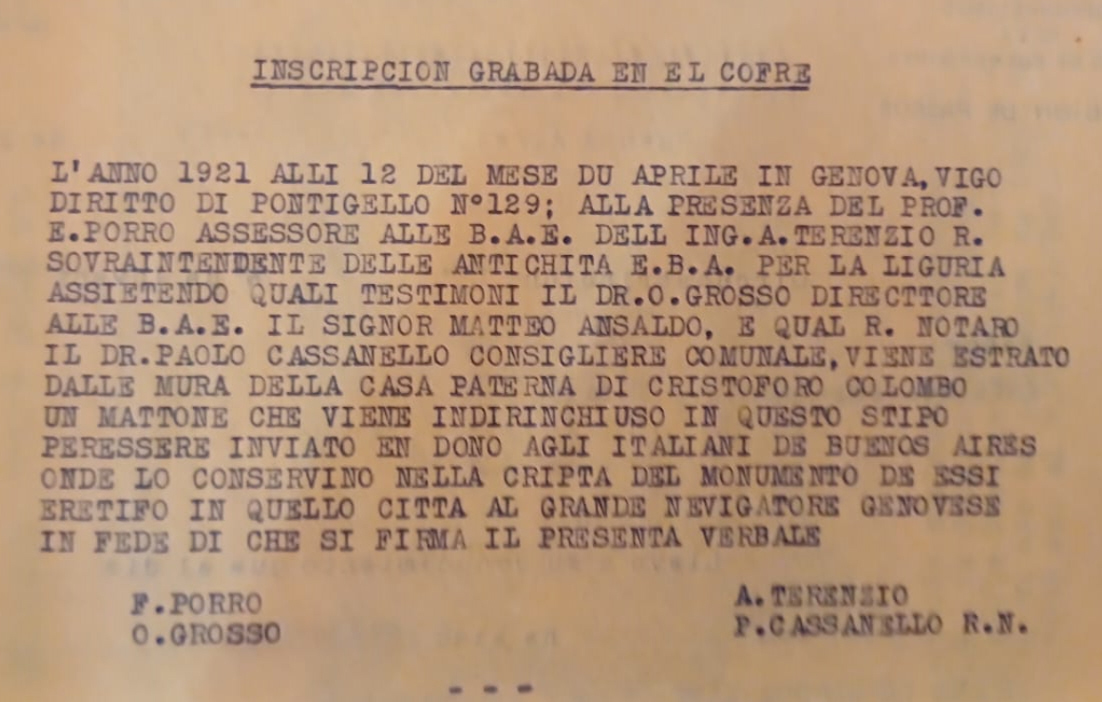 INSCRIPCION GRABADA EN EL COFRE
L'ANNO 1921 ALLI 12 DEL MESE DU APRILE IN GENOVA,VIGO
DIRITTO DI PONTIGELLO Nº129; ALLA PRESENZA DEL PROF.
E.PORRO ASSESSORE ALLE B.A.E. DELL ING.A.TERENZIO R.
SOVRAINTENDENTE DELLE ANTICHITA E.B.A. PER LA LIGURIA
ASSIETENDO QUALI TESTIMONI IL DR.O.GROSSO DIRECTTORE
ALLE B.A.E. IL SIGNOR MATTEO ANSALDO, E QUAL R. NOTARO
IL DR.PAOLO CASSANELLO CONSIGLIERE COMUNALE,VIENE ESTRATO
DALLE MURA DELLA CASA PATERNA DI CRISTOFORO COLOMBO
UN MATTONE CHE VIENE INDIRINCHIUSO IN QUESTO STIPO
PERESSERE INVIATO EN DONO AGLI ITALIANI DE BUENOS AIRES
ONDE LO CONSERVINO NELLA CRIPTA DEL MONUMENTO DE ESSI
ERETIFO IN QUELLO CITTA AL GRANDE NEVIGATORE GENOVESE
IN FEDE DI CHE SI FIRMA IL PRESENTA VERBALE
F.PORRO A.TERENZIO
O.GROSSO P.CASSANELLO R.N.
- - -